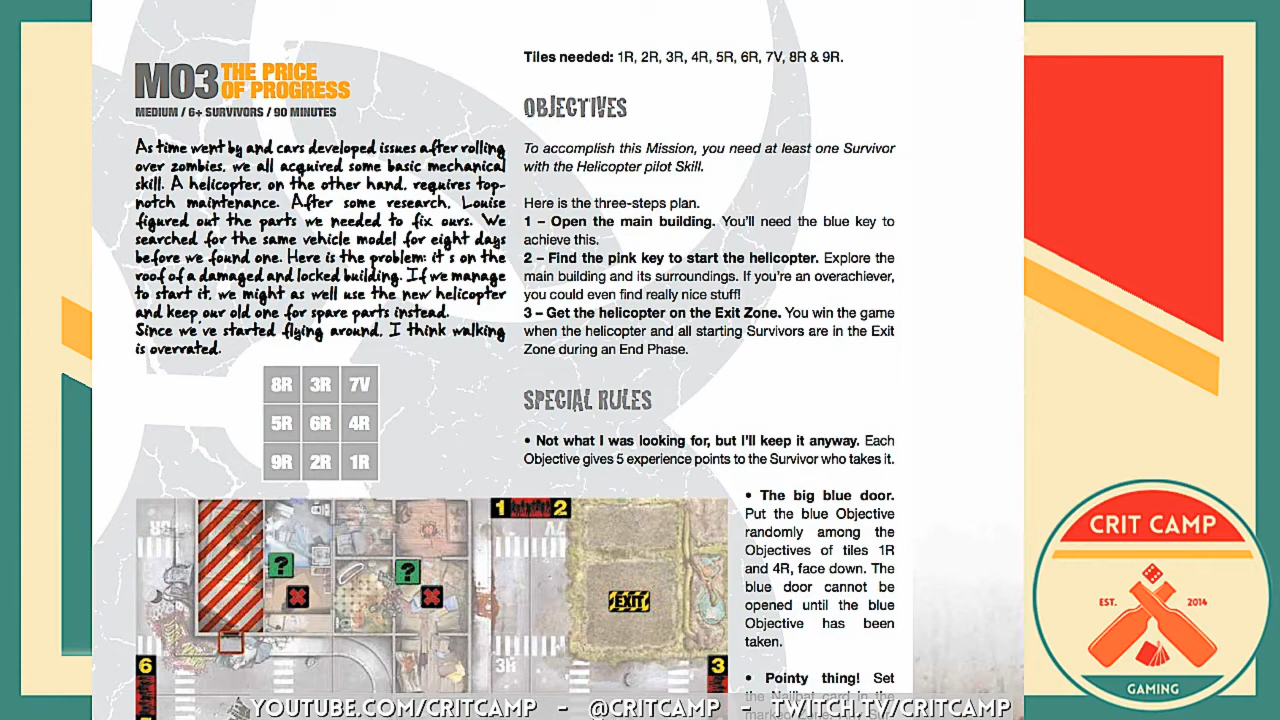 M03 THE PRICE
OF PROGRESS
MEDIUM / 6+ SURVIVORS / 90 MINUTES
As time went by and cars developed issues after rolling
over zombies, we all acquired some basic mechanical
skill. A helicopter, on the other hand, requires top-
notch maintenance. After some research, Louise
figured out the parts we needed to fix ours. We
searched for the same vehicle model for eight days
before we found one. Here is the problem: it's on the
roof of a damaged and locked building. If we manage
to start it, we might as well use the new helicopter
and keep our old one for spare parts instead.
Since we've started flying around, I think walking
is overrated.
8R 3R 7V
5R 6R 4R
9R 2R 1R
8R
?
?
1 2
EXIT
3R
6
3
Tiles needed: 1R, 2R, 3R, 4R, 5R, 6R, 7V, 8R & 9R.
OBJECTIVES
To accomplish this Mission, you need at least one Survivor
with the Helicopter pilot Skill.
Here is the three-steps plan.
1 – Open the main building. You'll need the blue key to
achieve this.
2 – Find the pink key to start the helicopter. Explore the
main building and its surroundings. If you're an overachiever,
you could even find really nice stuff!
3 – Get the helicopter on the Exit Zone. You win the game
when the helicopter and all starting Survivors are in the Exit
Zone during an End Phase.
SPECIAL RULES
• Not what I was looking for, but I'll keep it anyway. Each
Objective gives 5 experience points to the Survivor who takes it.
• The big blue door.
Put the blue Objective
randomly among the
Objectives of tiles 1R
and 4R, face down. The
blue door cannot be
opened until the blue
Objective has been
taken.
• Pointy thing! Set
the Nailbat card in the
CRIT CAMP
EST. 2014
GAMING
YOUTUBE.COM/CRITCAMP - @CRITCAMP - TWITCH.TV/CRITCAMP